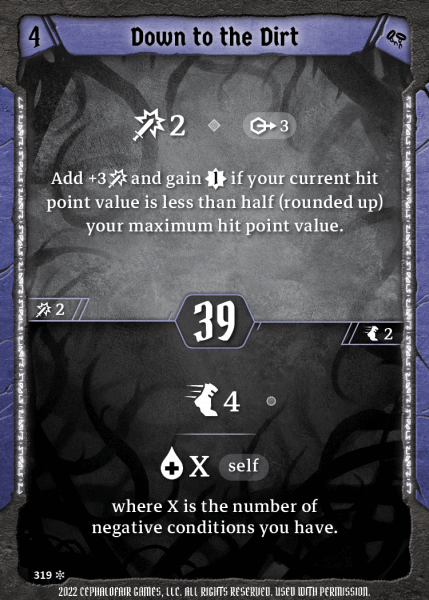 4 Down to the Dirt
2 3
Add +3 and gain 1 if your current hit
point value is less than half (rounded up)
your maximum hit point value.
2
39
2
4
X self
where X is the number of
negative conditions you have.
319
2022 CEPHALOFAIR GAMES, LLC. ALL RIGHTS RESERVED. USED WITH PERMISSION.